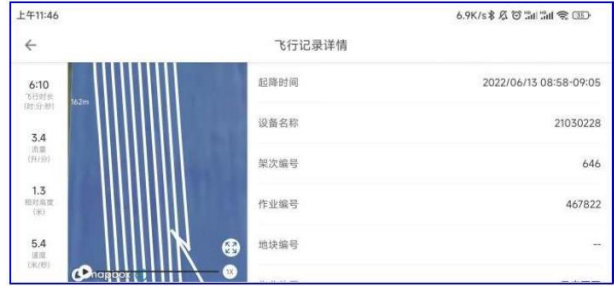 上午11:46
6.9K/s
35
飞行记录详情
6:10
飞行时长
(时:分:秒)
3.4
流量
(升/分)
1.3
相对高度
(米)
5.4
速度
(米/秒)
162m
mapbox
1X
起降时间 2022/06/13 08:58-09:05
设备名称 21030228
架次编号 646
作业编号 467822
地块编号 --